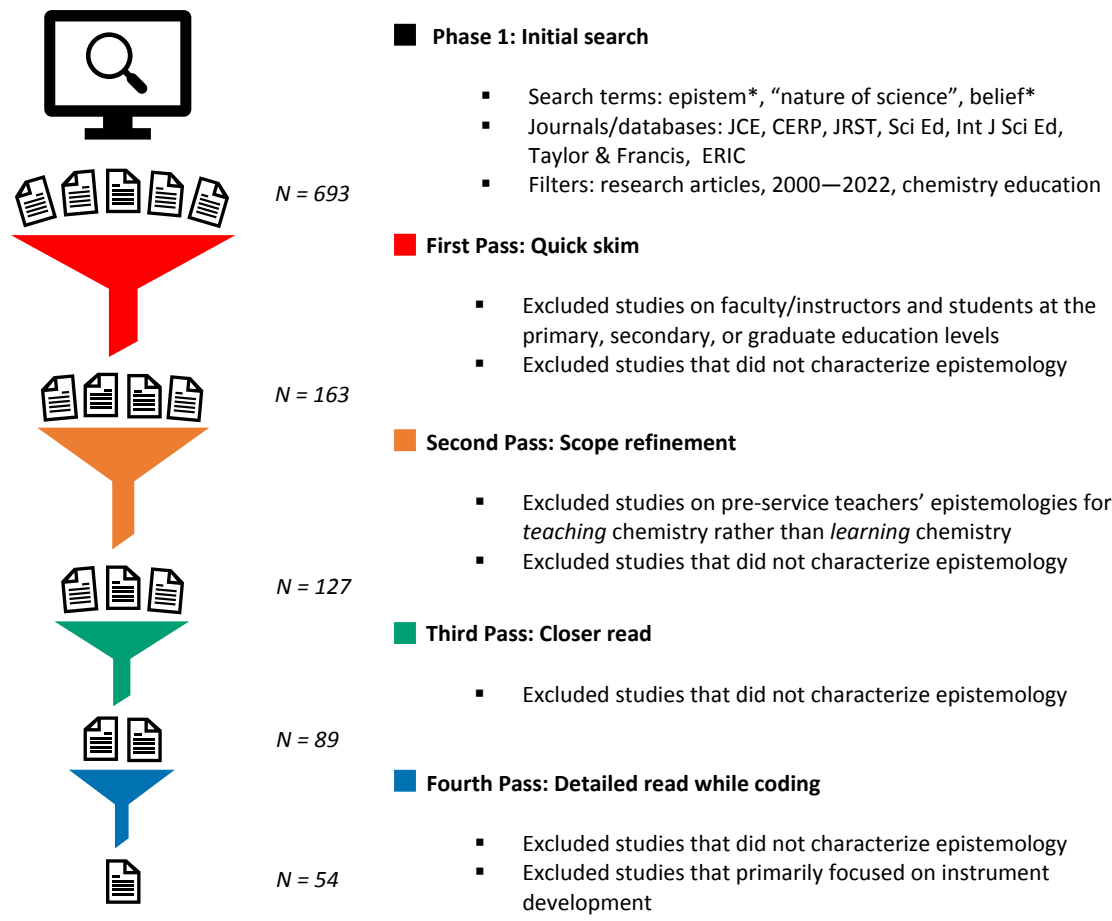 Phase 1: Initial search
▪ Search terms: epistem*, “nature of science”, belief*
▪ Journals/databases: JCE, CERP, JRST, Sci Ed, Int J Sci Ed,
Taylor & Francis, ERIC
▪ Filters: research articles, 2000—2022, chemistry education
N = 693
First Pass: Quick skim
▪ Excluded studies on faculty/instructors and students at the
primary, secondary, or graduate education levels
▪ Excluded studies that did not characterize epistemology
N = 163
Second Pass: Scope refinement
▪ Excluded studies on pre-service teachers’ epistemologies for
teaching chemistry rather than learning chemistry
▪ Excluded studies that did not characterize epistemology
N = 127
Third Pass: Closer read
▪ Excluded studies that did not characterize epistemology
N = 89
Fourth Pass: Detailed read while coding
▪ Excluded studies that did not characterize epistemology
▪ Excluded studies that primarily focused on instrument
development
N = 54